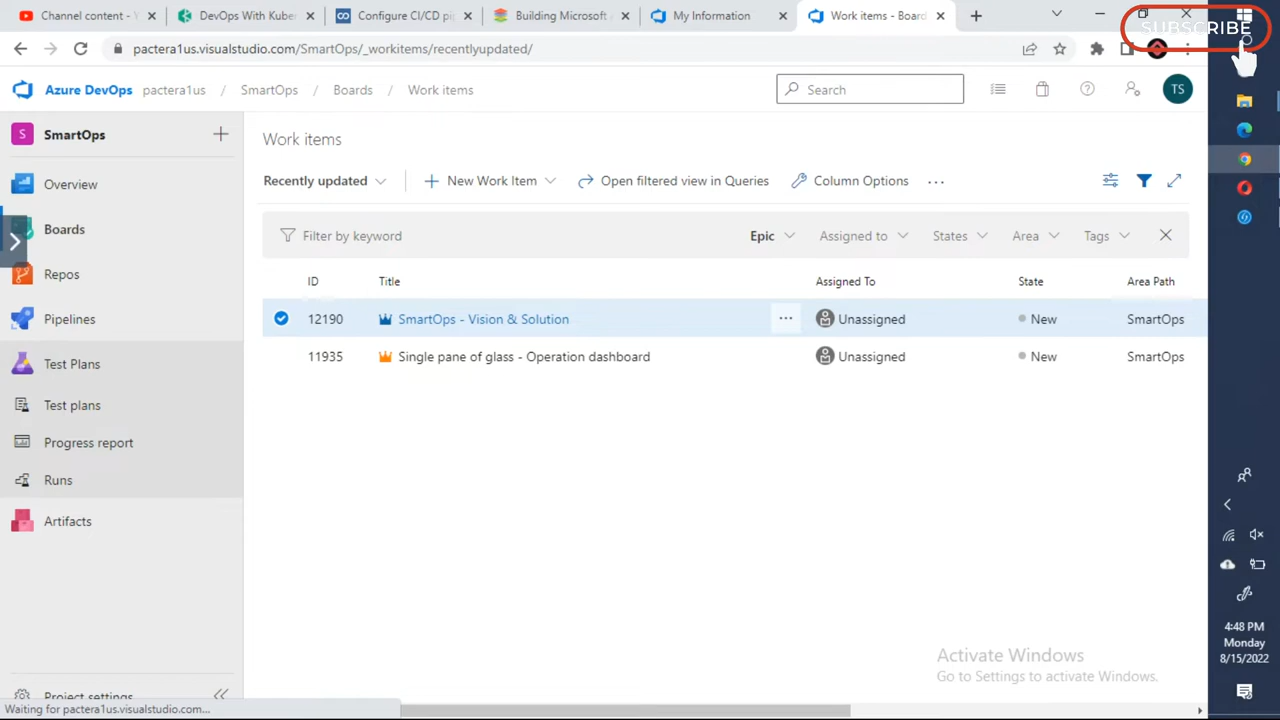 Channel content - Y
DevOps With Kuber
Configure CI/CD p
Building Microsoft
My Information
Work items - Board
SUBSCRIBE
pactera1us.visualstudio.com/SmartOps/_workitems/recentlyupdated/
Azure DevOps pactera1us / SmartOps / Boards / Work items
Search
TS
S SmartOps
Overview
Boards
Repos
Pipelines
Test Plans
Test plans
Progress report
Runs
Artifacts
Project settings
Work items
Recently updated New Work Item Open filtered view in Queries Column Options
Filter by keyword Epic Assigned to States Area Tags
ID Title Assigned To State Area Path
12190 SmartOps - Vision & Solution Unassigned New SmartOps
11935 Single pane of glass - Operation dashboard Unassigned New SmartOps
Activate Windows
Go to Settings to activate Windows.
Waiting for pactera1us.visualstudio.com...
4:48 PM
Monday
8/15/2022